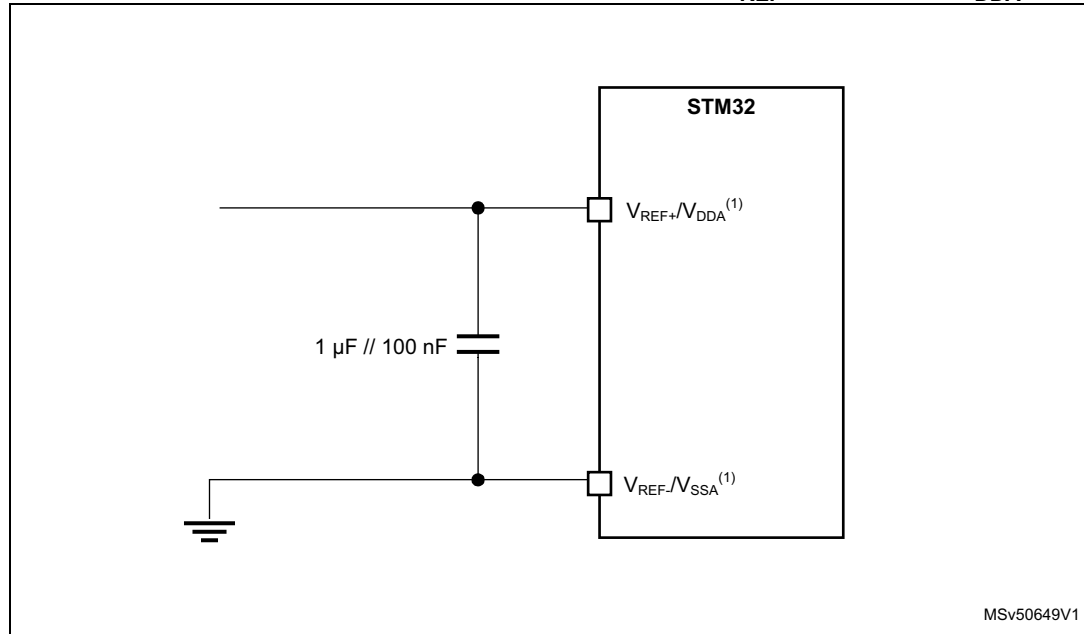 STM32
VREF+/VDDA(1)
1 µF // 100 nF
VREF-/VSSA(1)
MSv50649V1